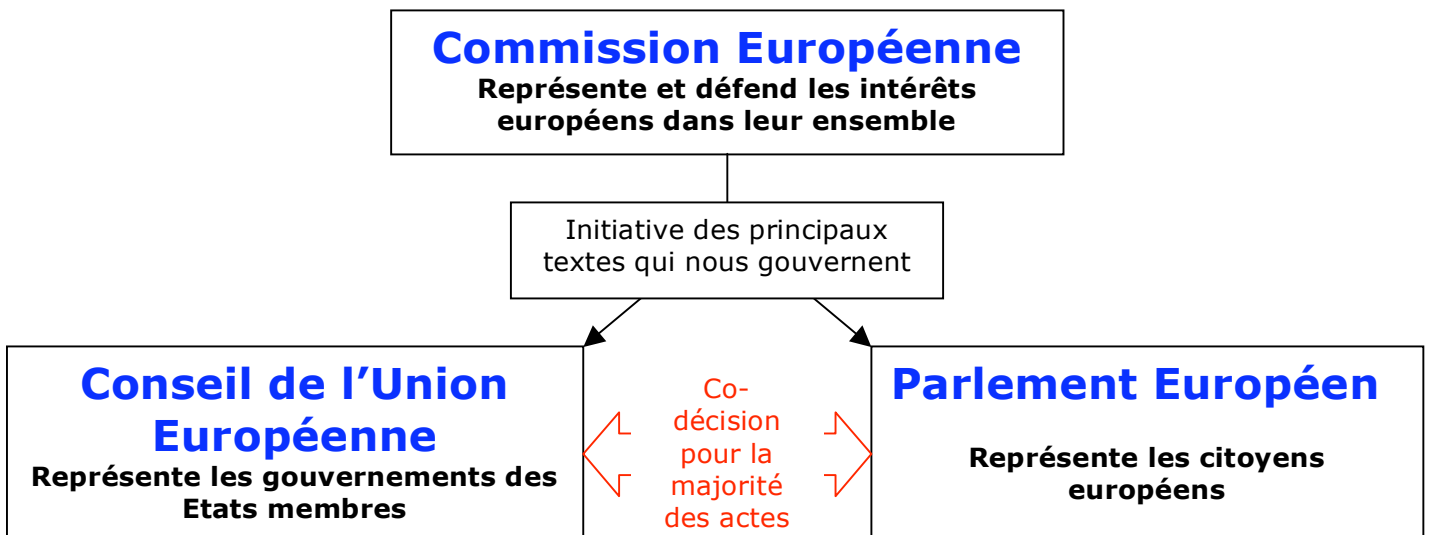 Commission Européenne
Représente et défend les intérêts
européens dans leur ensemble
Initiative des principaux
textes qui nous gouvernent
Conseil de l’Union
Européenne
Représente les gouvernements des
Etats membres
Co-
décision
pour la
majorité
des actes
Parlement Européen
Représente les citoyens
européens